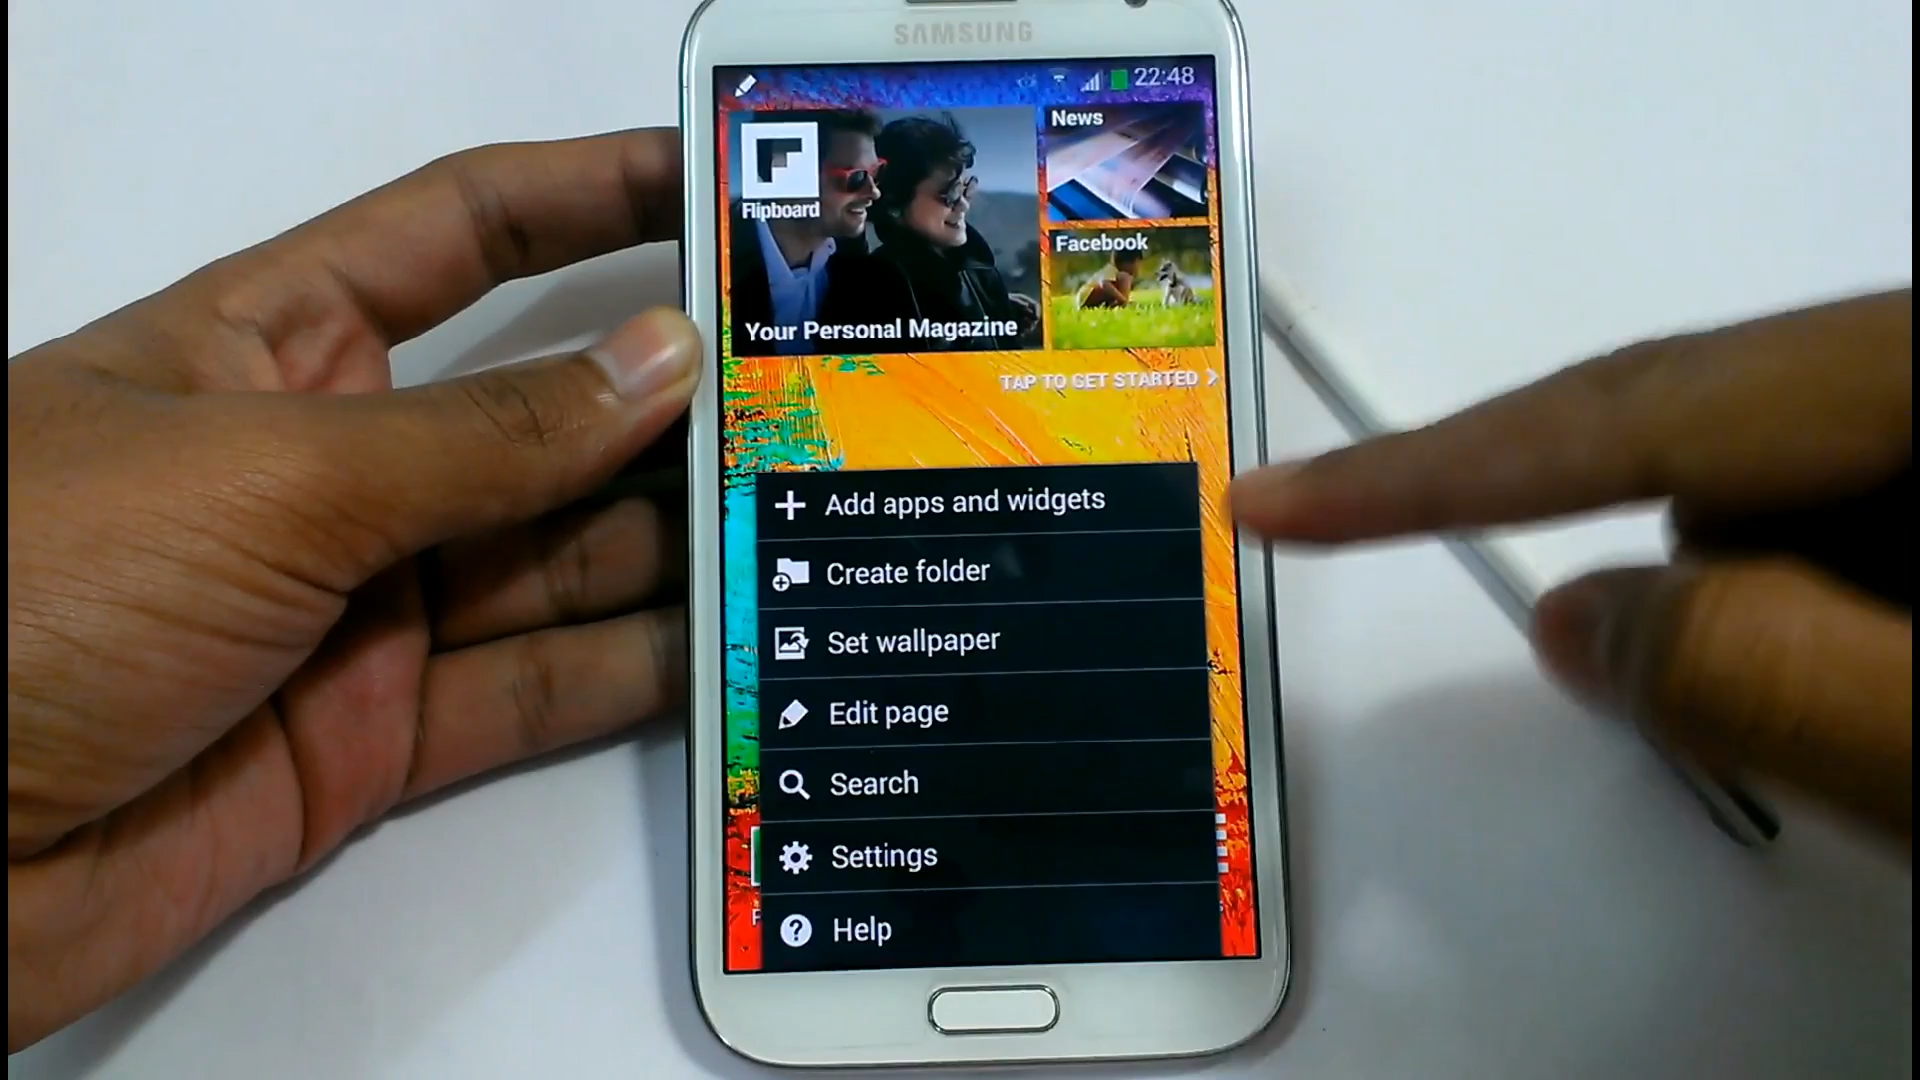 SAMSUNG
22:48
Flipboard
Your Personal Magazine
News
Facebook
TAP TO GET STARTED
Add apps and widgets
Create folder
Set wallpaper
Edit page
Search
Settings
Help